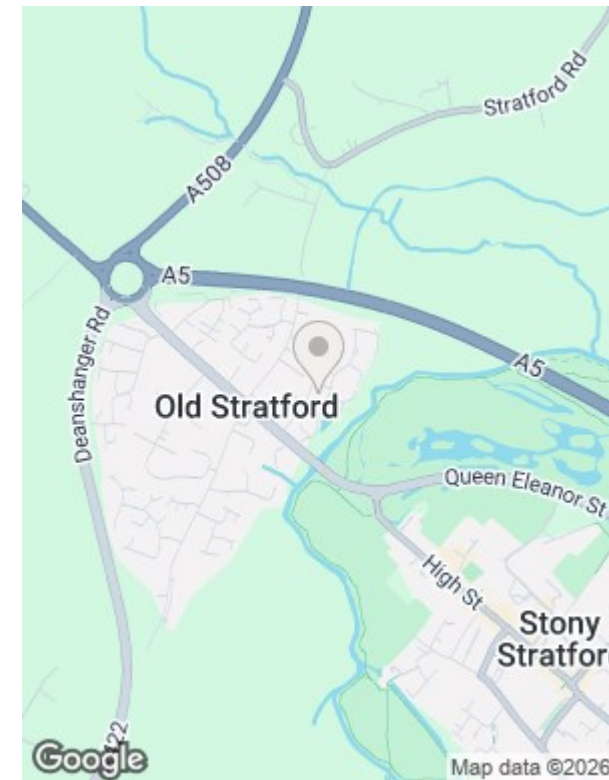 Stratford Rd
A508
A5
Deanshanger Rd
A5
Old Stratford
Queen Eleanor St
High St
Stony
Stratfor
422
Google
Map data ©2026